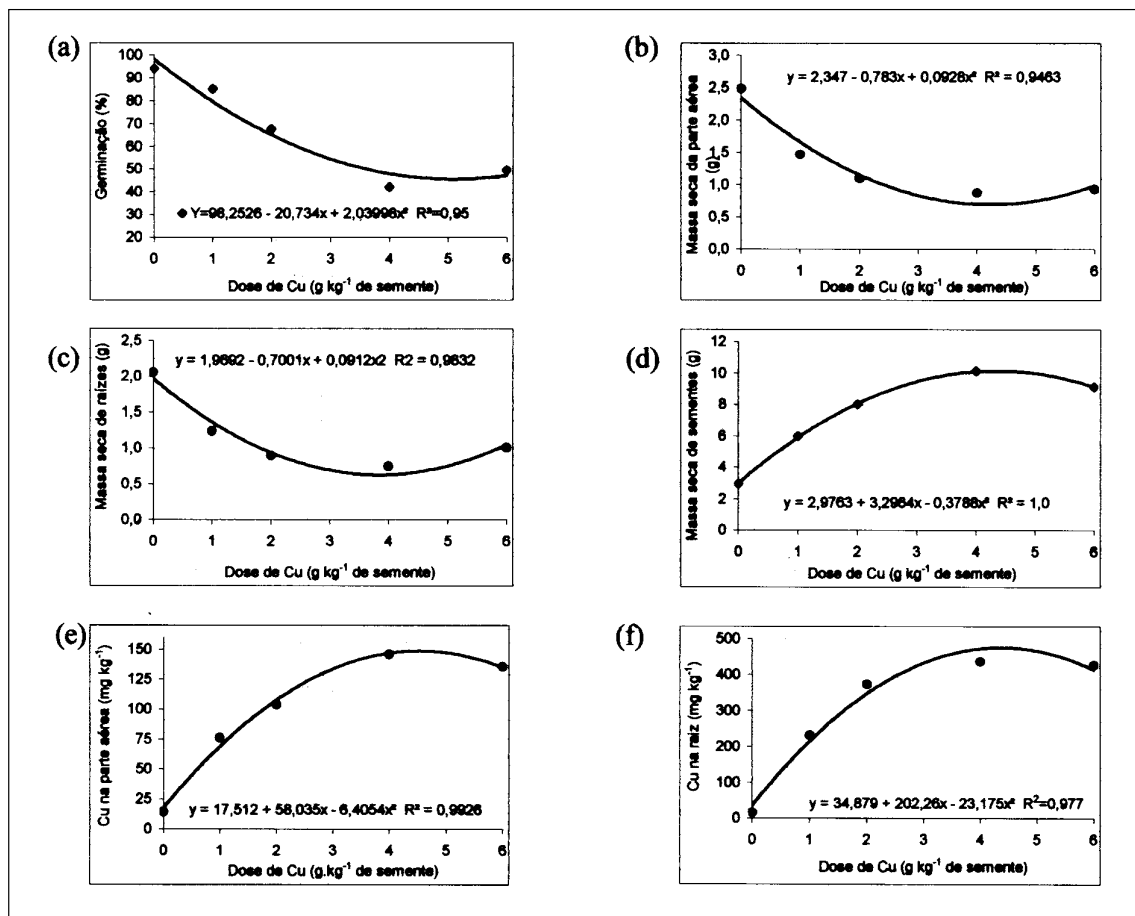 (a)
Germinação (%)
100
90
80
70
60
50
40
30
20
Y=98,2526 - 20,734x + 2,03998x² R²=0,95
0 1 2 3 4 5 6
Dose de Cu (g kg⁻¹ de semente)
(b)
Massa seca da parte aérea
(g)
3,0
2,5
2,0
1,5
1,0
0,5
0,0
y = 2,347 - 0,783x + 0,0928x² R² = 0,9463
0 1 2 3 4 5 6
Dose de Cu (g kg⁻¹ de semente)
(c)
Massa seca de raízes (g)
2,5
2,0
1,5
1,0
0,5
0,0
y = 1,9692 - 0,7001x + 0,0912x2 R2 = 0,9632
0 1 2 3 4 5 6
Dose de Cu (g kg⁻¹ de semente)
(d)
Massa seca de sementes (g)
12
10
8
6
4
2
0
y = 2,9763 + 3,2964x - 0,3788x² R² = 1,0
0 1 2 3 4 5 6
Dose de Cu (g kg⁻¹ de semente)
(e)
Cu na parte aérea (mg kg⁻¹)
150
125
100
75
50
25
0
y = 17,512 + 58,035x - 6,4054x² R² = 0,9926
0 1 2 3 4 5 6
Dose de Cu (g.kg⁻¹ de semente)
(f)
Cu na raiz (mg kg⁻¹)
500
400
300
200
100
0
y = 34,879 + 202,26x - 23,175x² R²=0,977
0 1 2 3 4 5 6
Dose de Cu (g kg⁻¹ de semente)